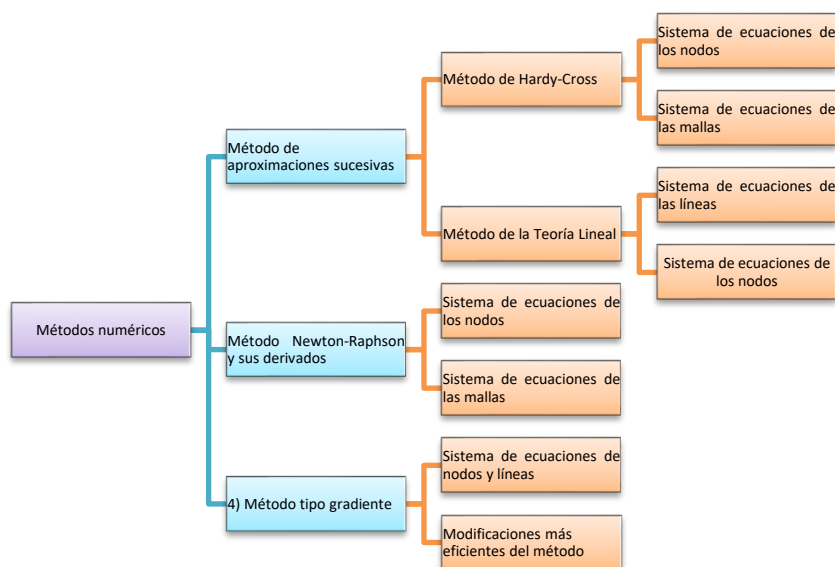 Métodos numéricos
Método de
aproximaciones sucesivas
Método de Hardy-Cross
Sistema de ecuaciones de
los nodos
Sistema de ecuaciones de
las mallas
Método de la Teoría Lineal
Sistema de ecuaciones de
las líneas
Sistema de ecuaciones de
los nodos
Método Newton-Raphson
y sus derivados
Sistema de ecuaciones de
los nodos
Sistema de ecuaciones de
las mallas
4) Método tipo gradiente
Sistema de ecuaciones de
nodos y líneas
Modificaciones más
eficientes del método